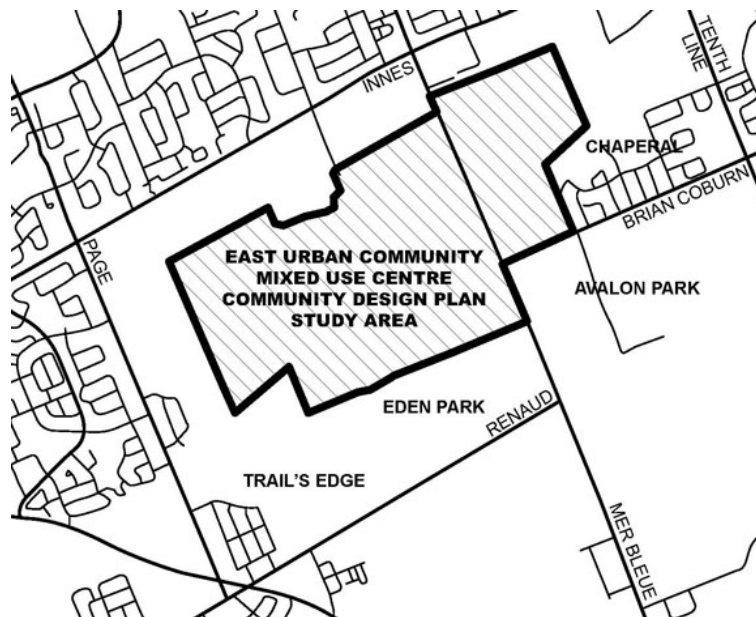 TENTH
LINE
INNES
CHAPERAL
BRIAN COBURN
PAGE
EAST URBAN COMMUNITY
MIXED USE CENTRE
COMMUNITY DESIGN PLAN
STUDY AREA
AVALON PARK
EDEN PARK
RENAUD
TRAIL'S EDGE
MER BLEUE